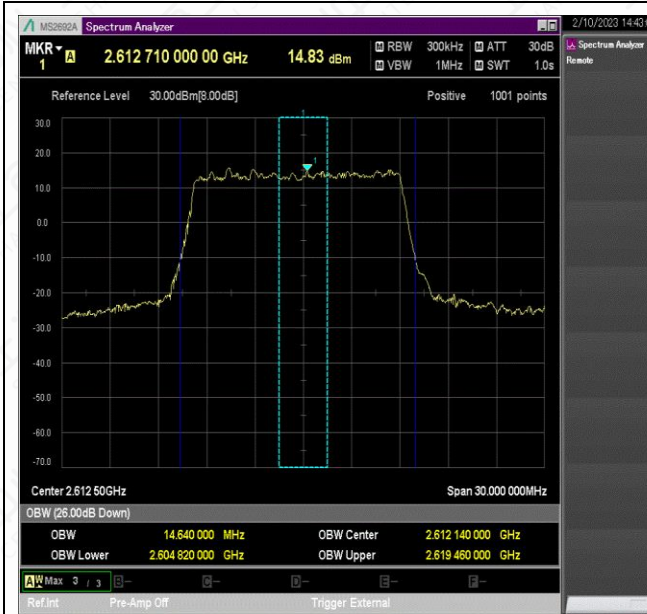 MS2692A Spectrum Analyzer
2/10/2023 14:43:
MKR 1 A 2.612 710 000 00 GHz 14.83 dBm
M RBW 300kHz M ATT 30dB
M VBW 1MHz M SWT 1.0s
Spectrum Analyzer
Remote
Reference Level 30.00dBm[8.00dB] Positive 1001 points
30.0
20.0
10.0
0.0
-10.0
-20.0
-30.0
-40.0
-50.0
-60.0
-70.0
1
Center 2.612 50GHz Span 30.000 000MHz
OBW (26.00dB Down)
OBW 14.640 000 MHz OBW Center 2.612 140 000 GHz
OBW Lower 2.604 820 000 GHz OBW Upper 2.619 460 000 GHz
A W Max 3 / 3 B- C- D- E- F-
Ref.Int Pre-Amp Off Trigger External